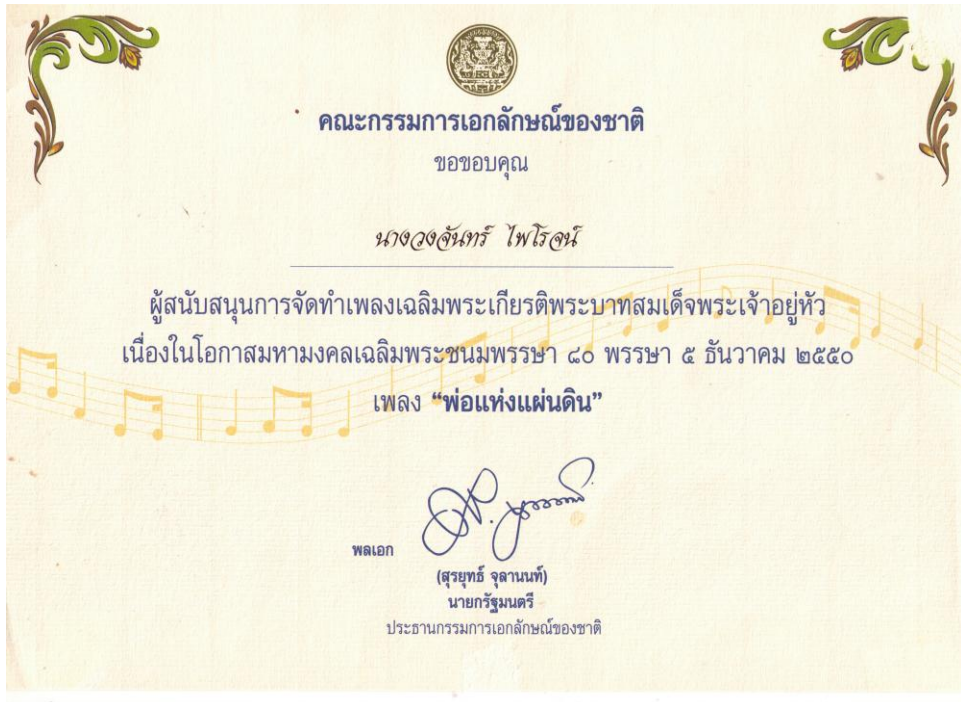 คณะกรรมการเอกลักษณ์ของชาติ
ขอขอบคุณ
นางวงจันทร์ ไพโรจน์
ผู้สนับสนุนการจัดทำเพลงเฉลิมพระเกียรติพระบาทสมเด็จพระเจ้าอยู่หัว
เนื่องในโอกาสมหามงคลเฉลิมพระชนมพรรษา ๘๐ พรรษา ๕ ธันวาคม ๒๕๕๐
เพลง “พ่อแห่งแผ่นดิน”
พลเอก
(สุรยุทธ์ จุลานนท์)
นายกรัฐมนตรี
ประธานกรรมการเอกลักษณ์ของชาติ